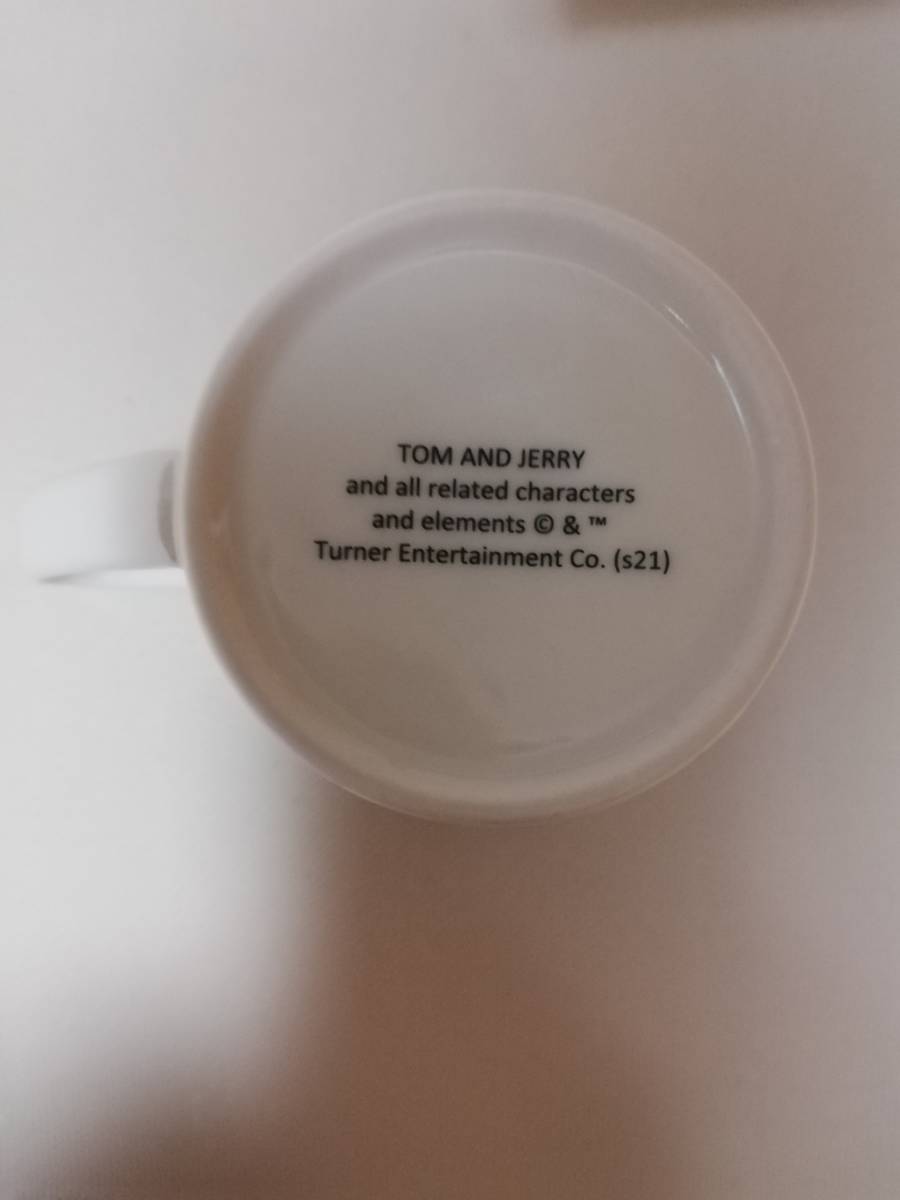 TOM AND JERRY
and all related characters
and elements © & ™
Turner Entertainment Co. (s21)